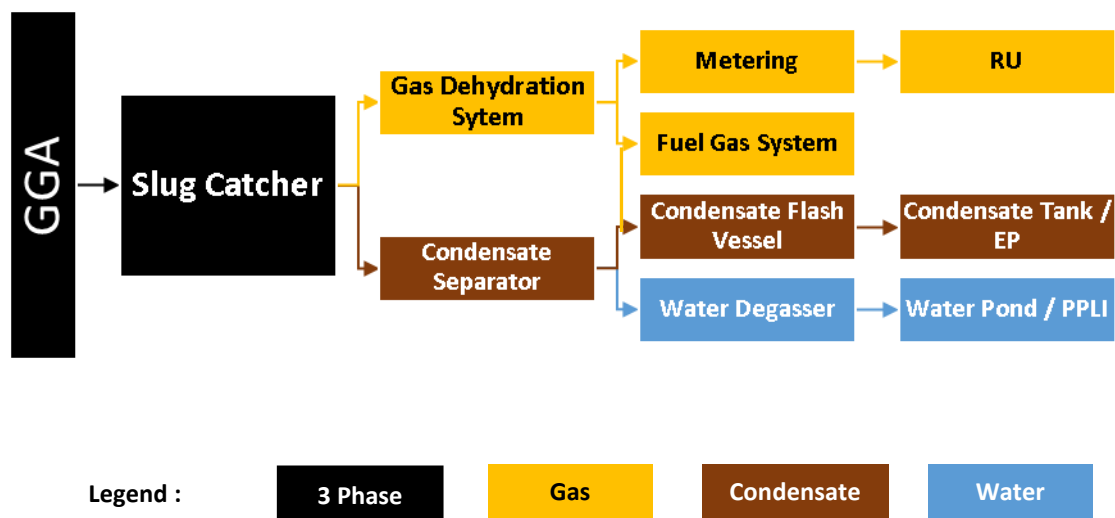 GGA
Slug Catcher
Gas Dehydration
Sytem
Condensate
Separator
Metering
RU
Fuel Gas System
Condensate Flash
Vessel
Condensate Tank /
EP
Water Degasser
Water Pond / PPLI
Legend :
3 Phase
Gas
Condensate
Water